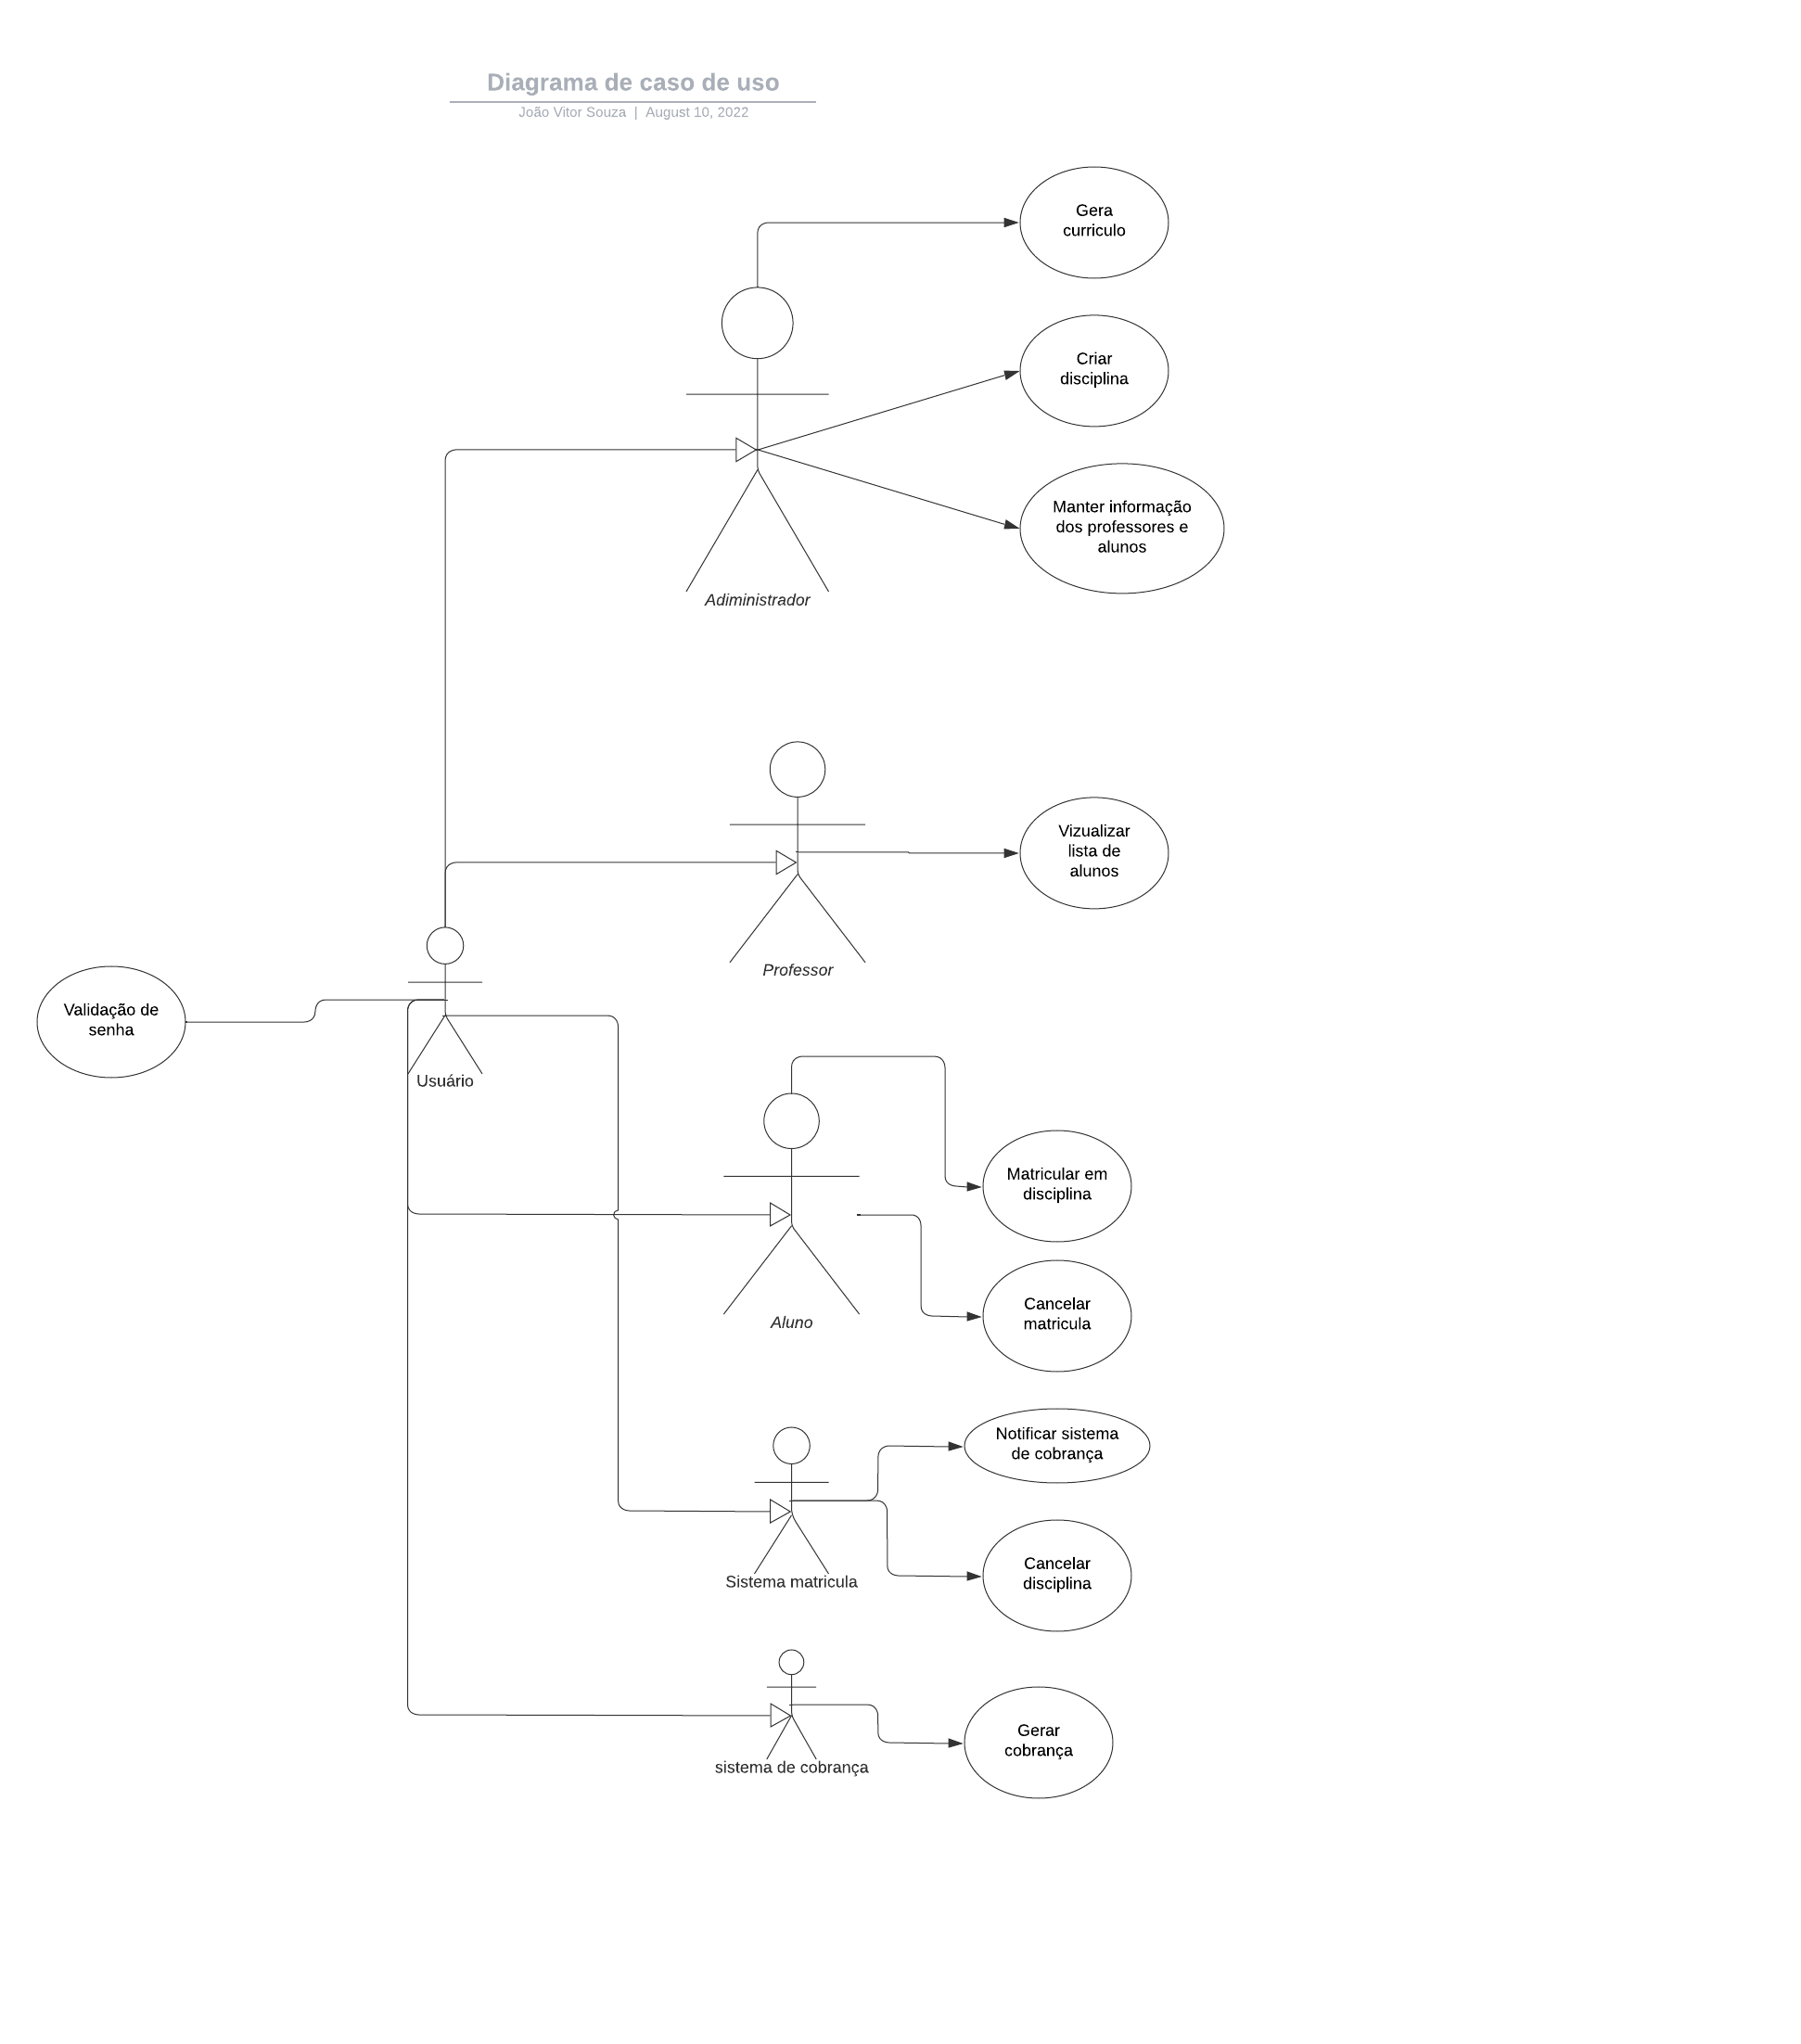 Diagrama de caso de uso
João Vitor Souza | August 10, 2022
Gera
curriculo
Criar
disciplina
Manter informação
dos professores e
alunos
Adiministrador
Vizualizar
lista de
alunos
Professor
Validação de
senha
Usuário
Matricular em
disciplina
Cancelar
matricula
Aluno
Notificar sistema
de cobrança
Cancelar
disciplina
Sistema matricula
Gerar
cobrança
sistema de cobrança